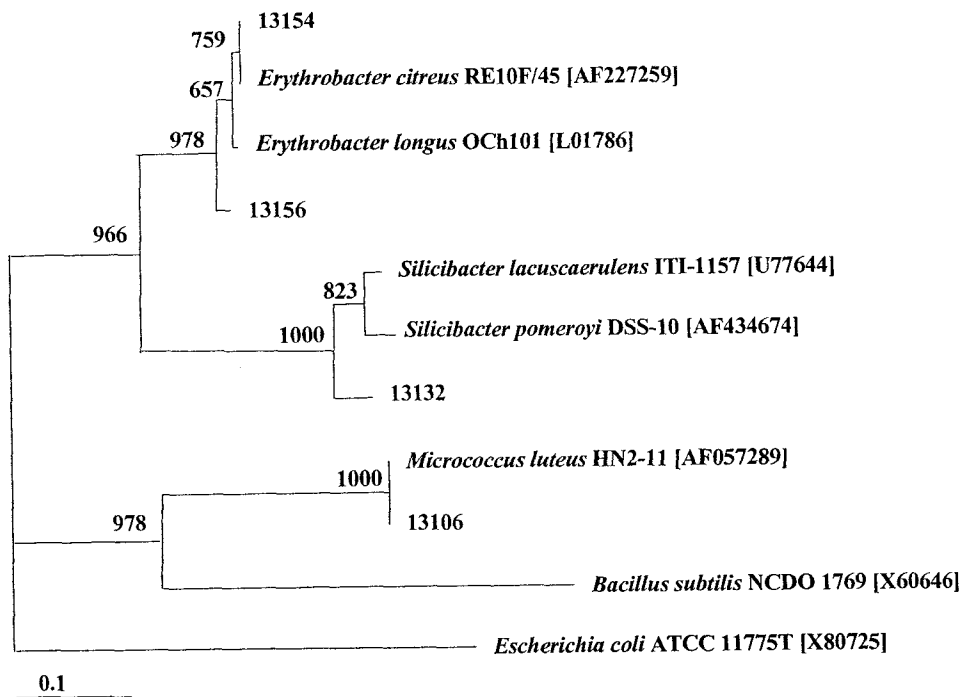 13154
759
Erythrobacter citreus RE10F/45 [AF227259]
657
978
Erythrobacter longus OCh101 [L01786]
13156
966
Silicibacter lacuscaerulens ITI-1157 [U77644]
823
1000
Silicibacter pomeroyi DSS-10 [AF434674]
13132
Micrococcus luteus HN2-11 [AF057289]
1000
978
13106
Bacillus subtilis NCDO 1769 [X60646]
Escherichia coli ATCC 11775T [X80725]
0.1